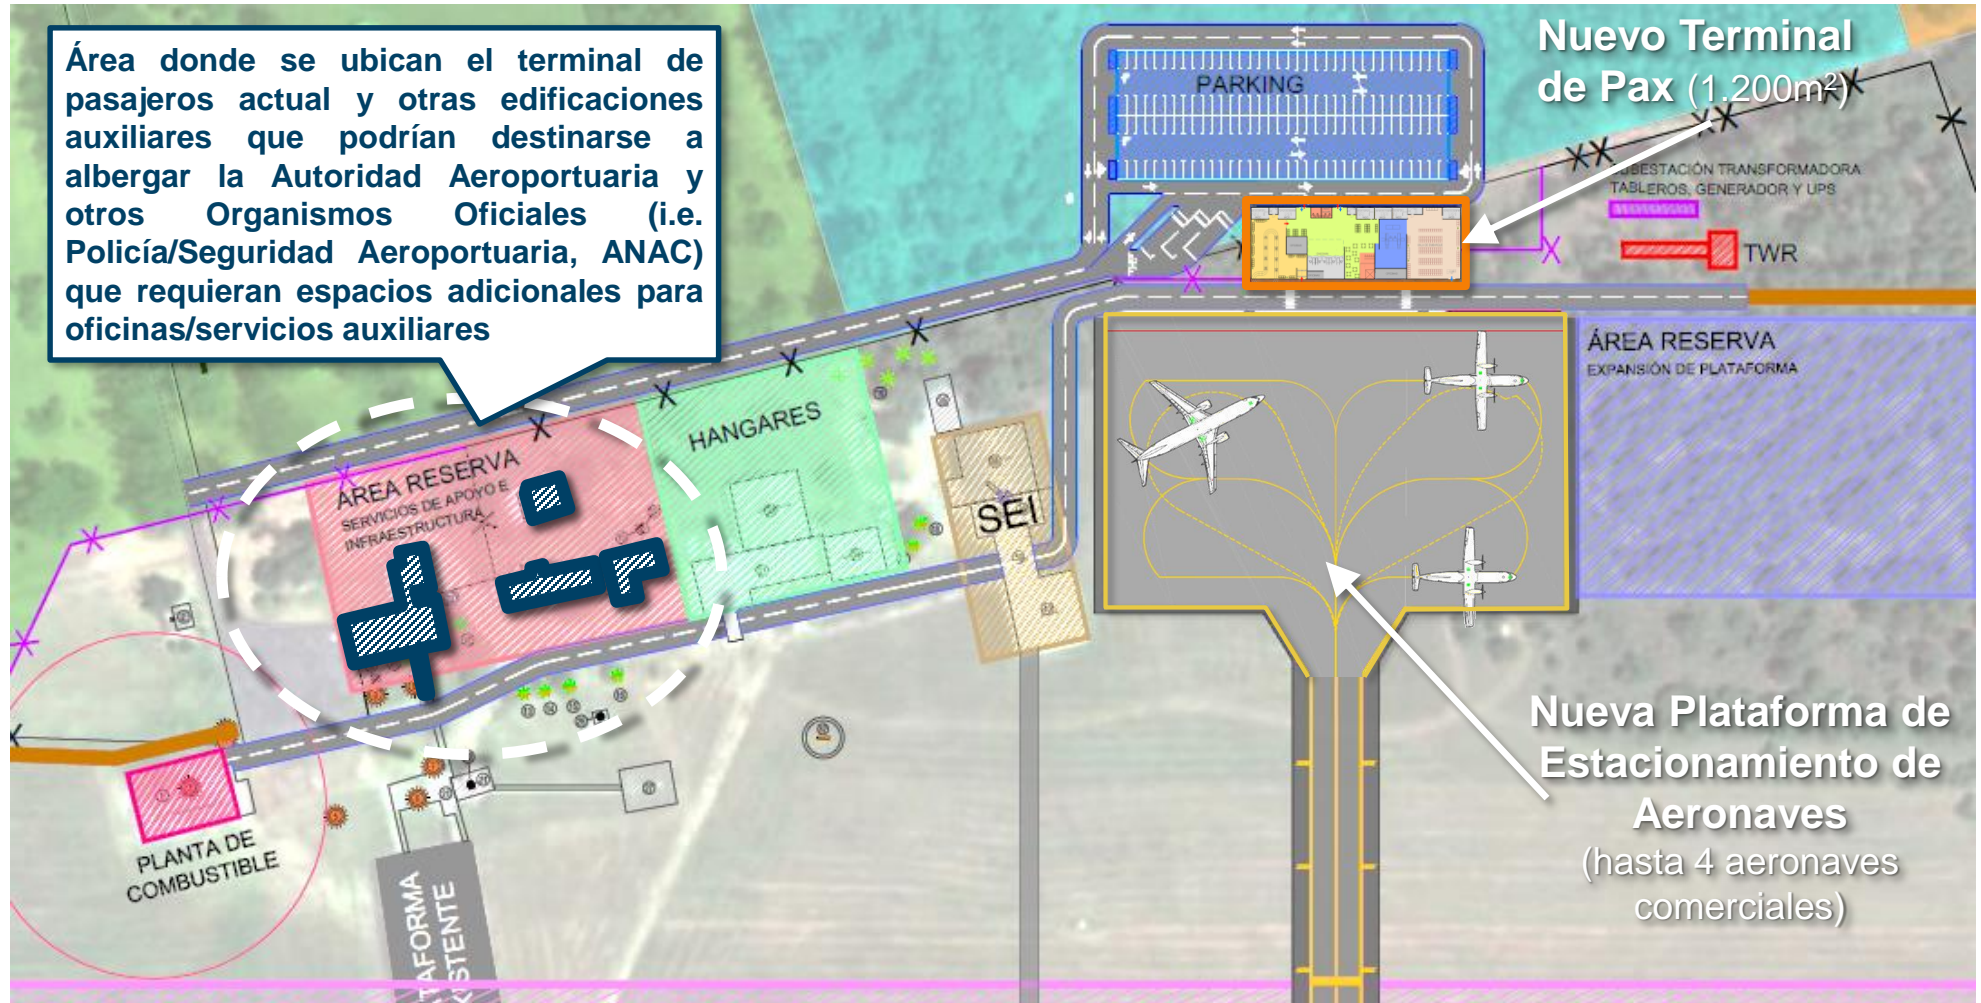 Área donde se ubican el terminal de
pasajeros actual y otras edificaciones
auxiliares que podrían destinarse a
albergar la Autoridad Aeroportuaria y
otros Organismos Oficiales (i.e.
Policía/Seguridad Aeroportuaria, ANAC)
que requieran espacios adicionales para
oficinas/servicios auxiliares
Nuevo Terminal
de Pax (1.200m²)
PARKING
SUBESTACIÓN TRANSFORMADORA
TABLEROS, GENERADOR Y UPS
TWR
ÁREA RESERVA
EXPANSIÓN DE PLATAFORMA
HANGARES
ÁREA RESERVA
SERVICIOS DE APOYO E
INFRAESTRUCTURA
SEI
Nueva Plataforma de
Estacionamiento de
Aeronaves
(hasta 4 aeronaves
comerciales)
PLANTA DE
COMBUSTIBLE
TAFORMA
STENTE